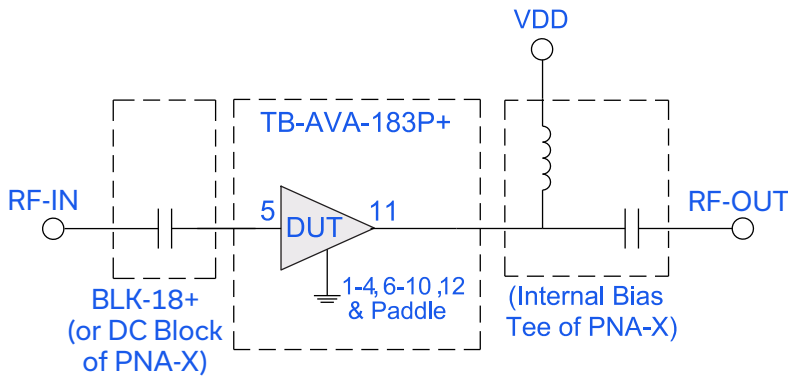 VDD
TB-AVA-183P+
RF-IN
5
11
RF-OUT
DUT
1-4, 6-10 ,12
& Paddle
BLK-18+
(or DC Block
of PNA-X)
(Internal Bias
Tee of PNA-X)